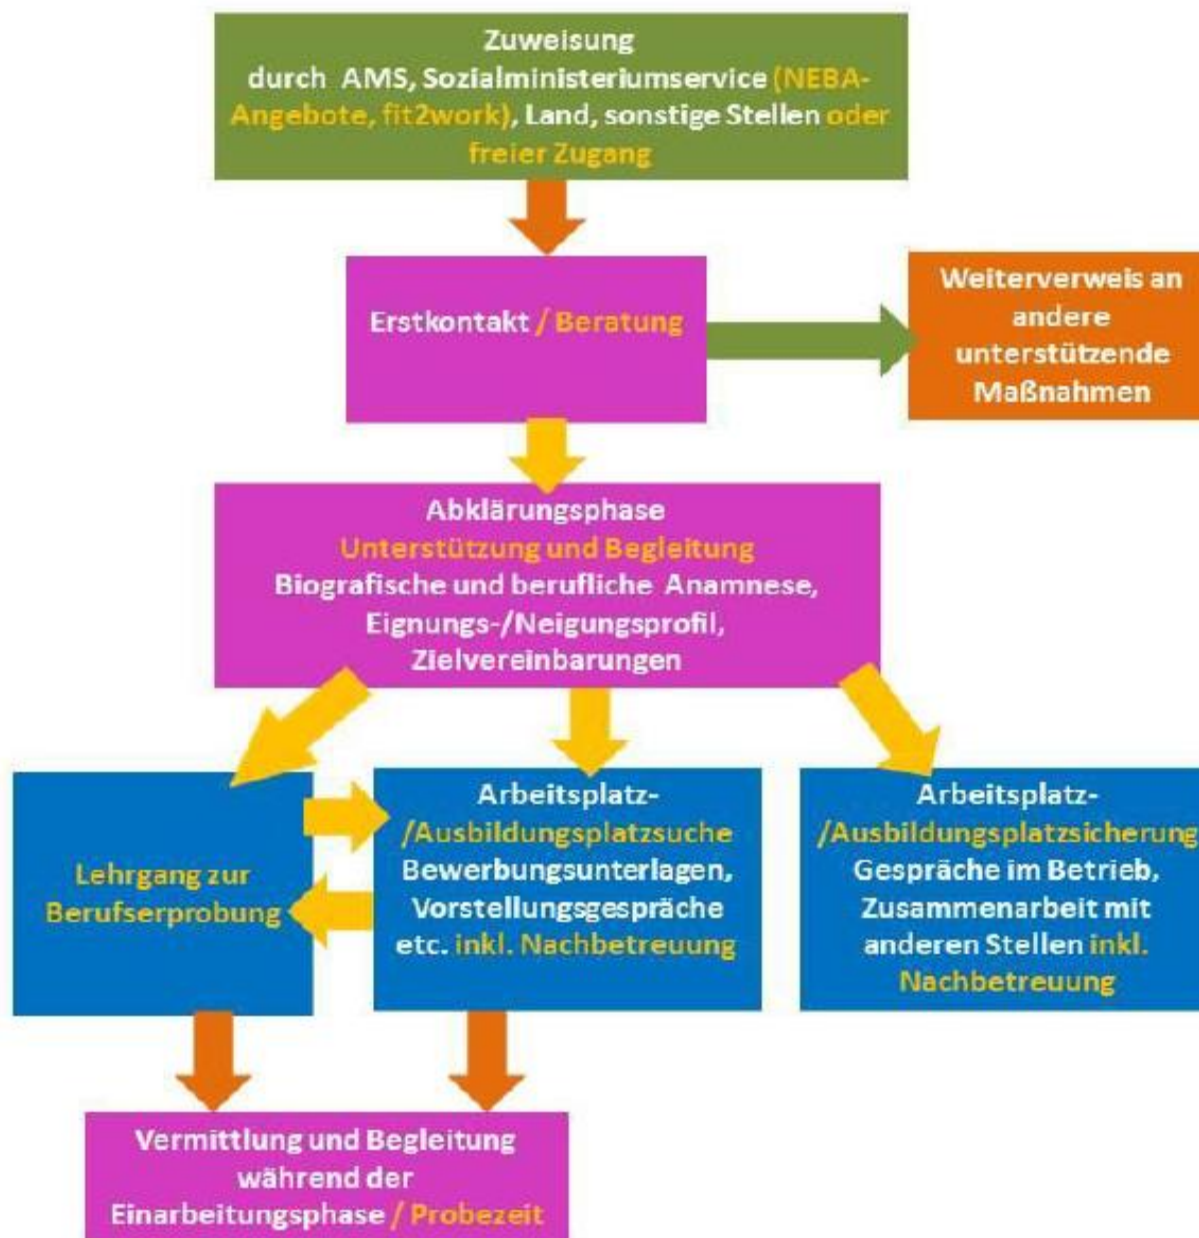 Zuweisung
durch AMS, Sozialministeriumservice (NEBA-
Angebote, fit2work), Land, sonstige Stellen oder
freier Zugang
Erstkontakt / Beratung
Weiterverweis an
andere
unterstützende
Maßnahmen
Abklärungsphase
Unterstützung und Begleitung
Biografische und berufliche Anamnese,
Eignungs-/Neigungsprofil,
Zielvereinbarungen
Lehrgang zur
Berufserprobung
Arbeitsplatz-
/Ausbildungsplatzsuche
Bewerbungsunterlagen,
Vorstellungsgespräche
etc. inkl. Nachbetreuung
Arbeitsplatz-
/Ausbildungsplatzsicherung
Gespräche im Betrieb,
Zusammenarbeit mit
anderen Stellen inkl.
Nachbetreuung
Vermittlung und Begleitung
während der
Einarbeitungsphase / Probezeit